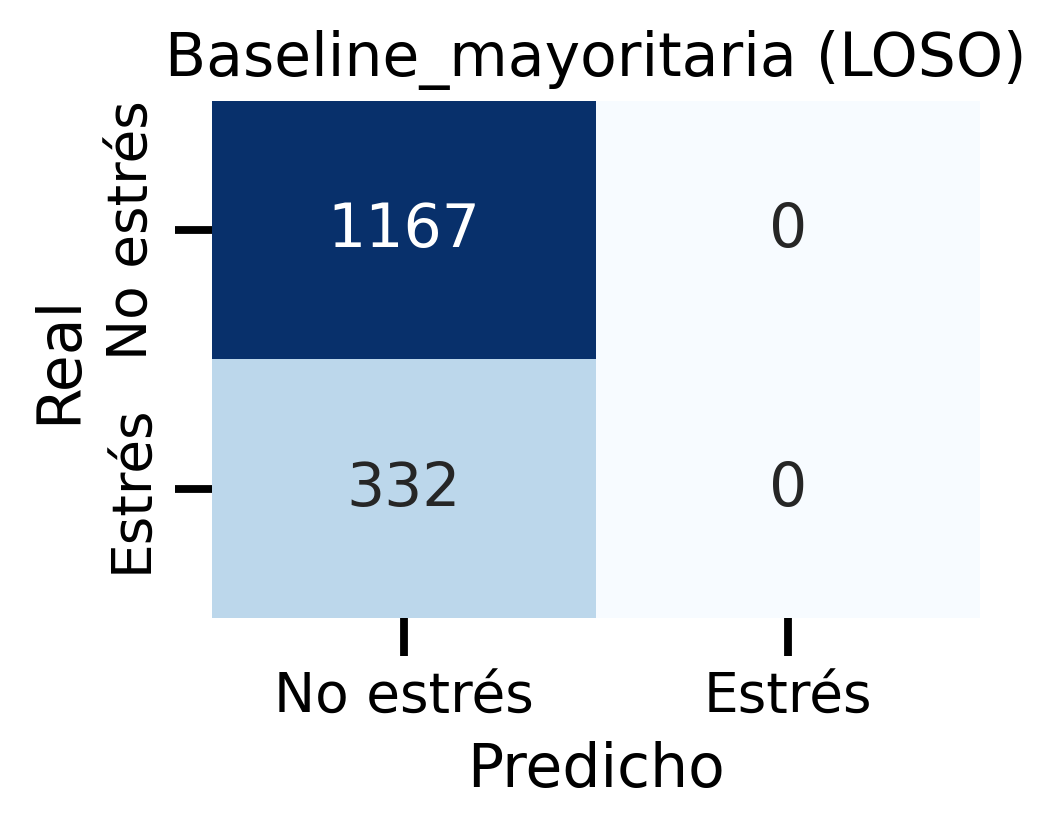 Baseline_mayoritaria (LOSO)
Real
No estrés
Estrés
1167 0
332 0
No estrés Estrés
Predicho